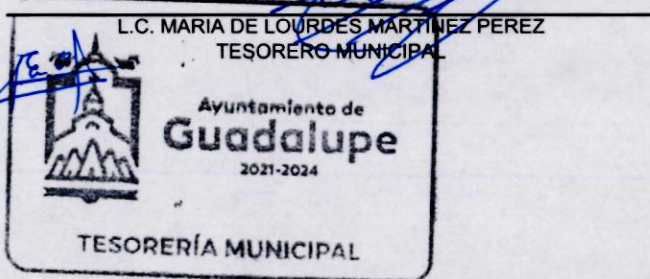 L.C. MARIA DE LOURDES MARTINEZ PEREZ
TESORERO MUNICIPAL
Ayuntamiento de
Guadalupe
2021-2024
TESORERÍA MUNICIPAL